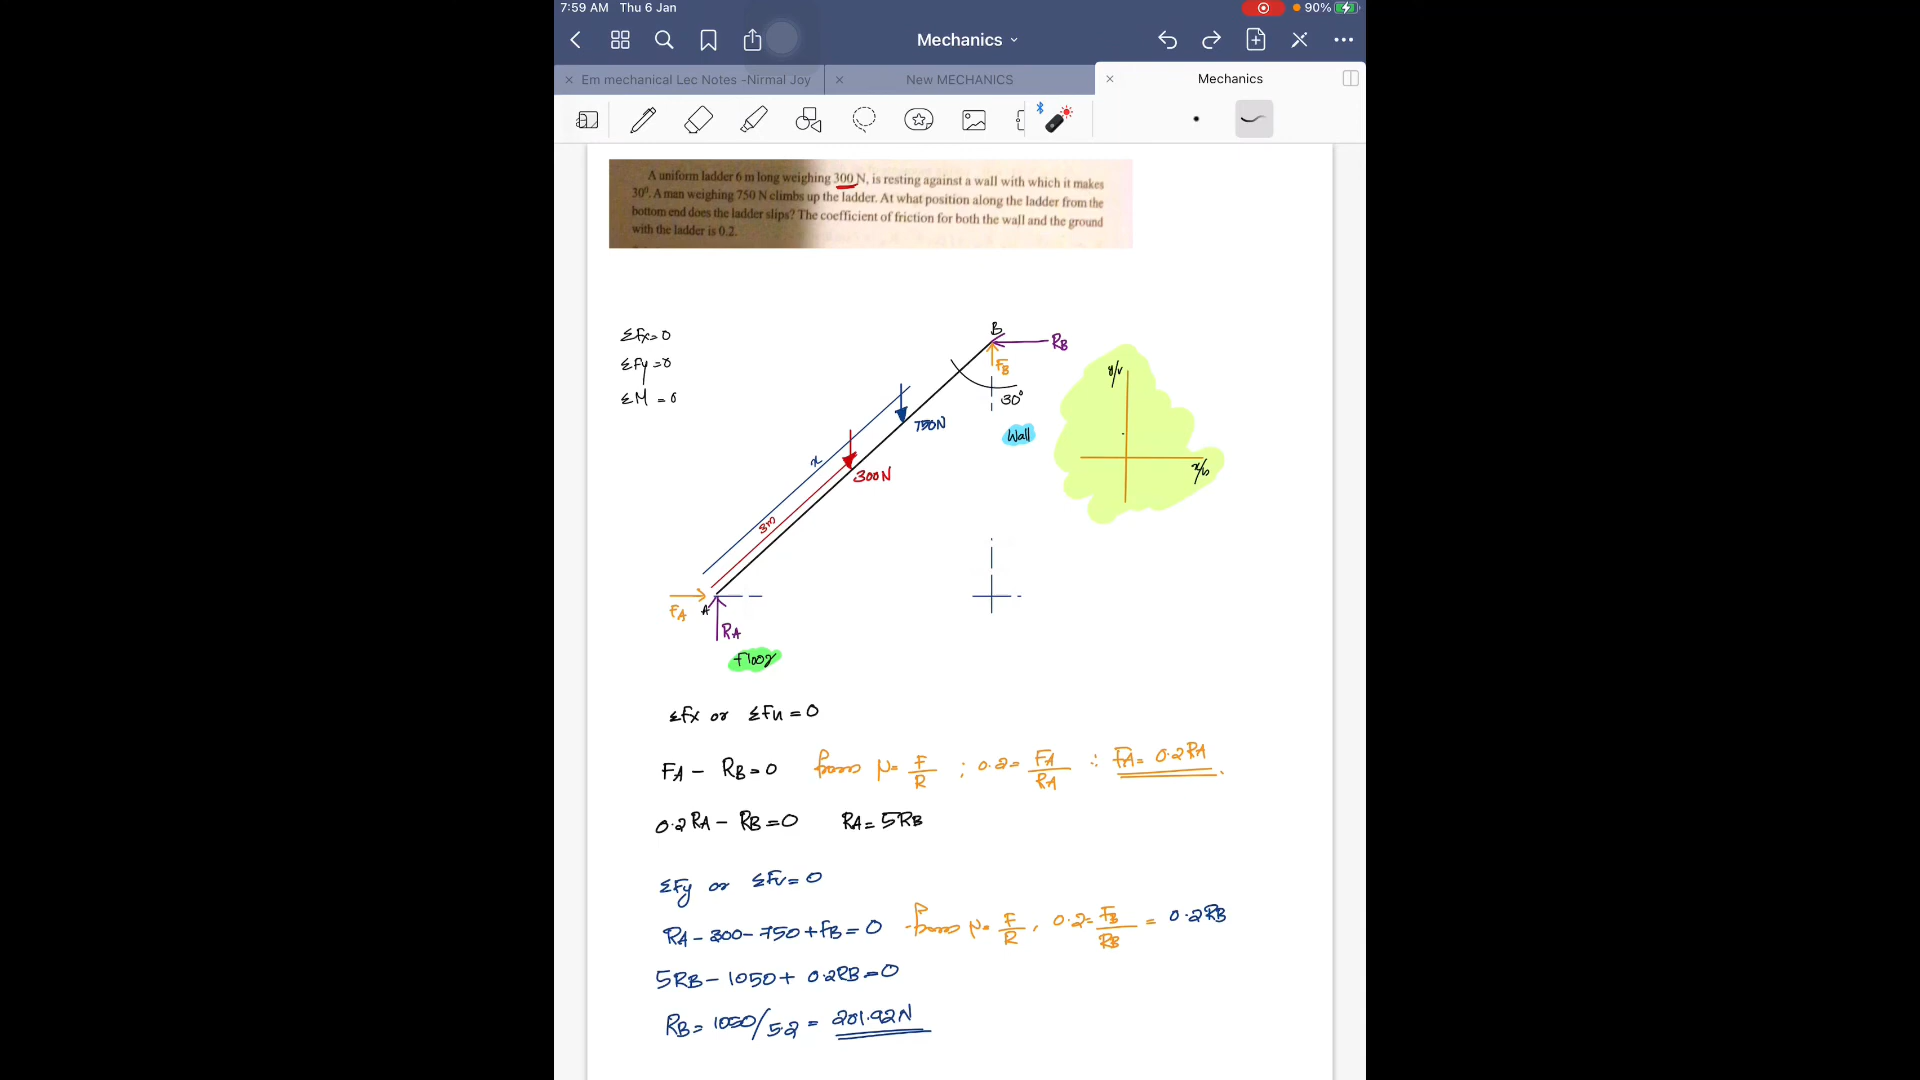 7:59 AM Thu 6 Jan
90%
Mechanics
Em mechanical Lec Notes -Nirmal Joy
New MECHANICS
Mechanics
A uniform ladder 6 m long weighing 300 N, is resting against a wall with which it makes
30⁰. A man weighing 750 N climbs up the ladder. At what position along the ladder from the
bottom end does the ladder slips? The coefficient of friction for both the wall and the ground
with the ladder is 0.2.
ΣFx=0
ΣFy=0
ΣM=0
B
RB
FB
30°
Wall
y/v
x/h
750N
x
300N
3m
FA
A
RA
Floor
ΣFx or ΣFH=0
FA - RB=0 from μ= F/R ; 0.2= FA/RA ∴ FA= 0.2RA
0.2RA - RB=0 RA= 5RB
ΣFy or ΣFv=0
RA-300-750+FB=0 from μ= F/R , 0.2= FB/RB = 0.2RB
5RB-1050+ 0.2RB=0
RB= 1050/5.2 = 201.92N